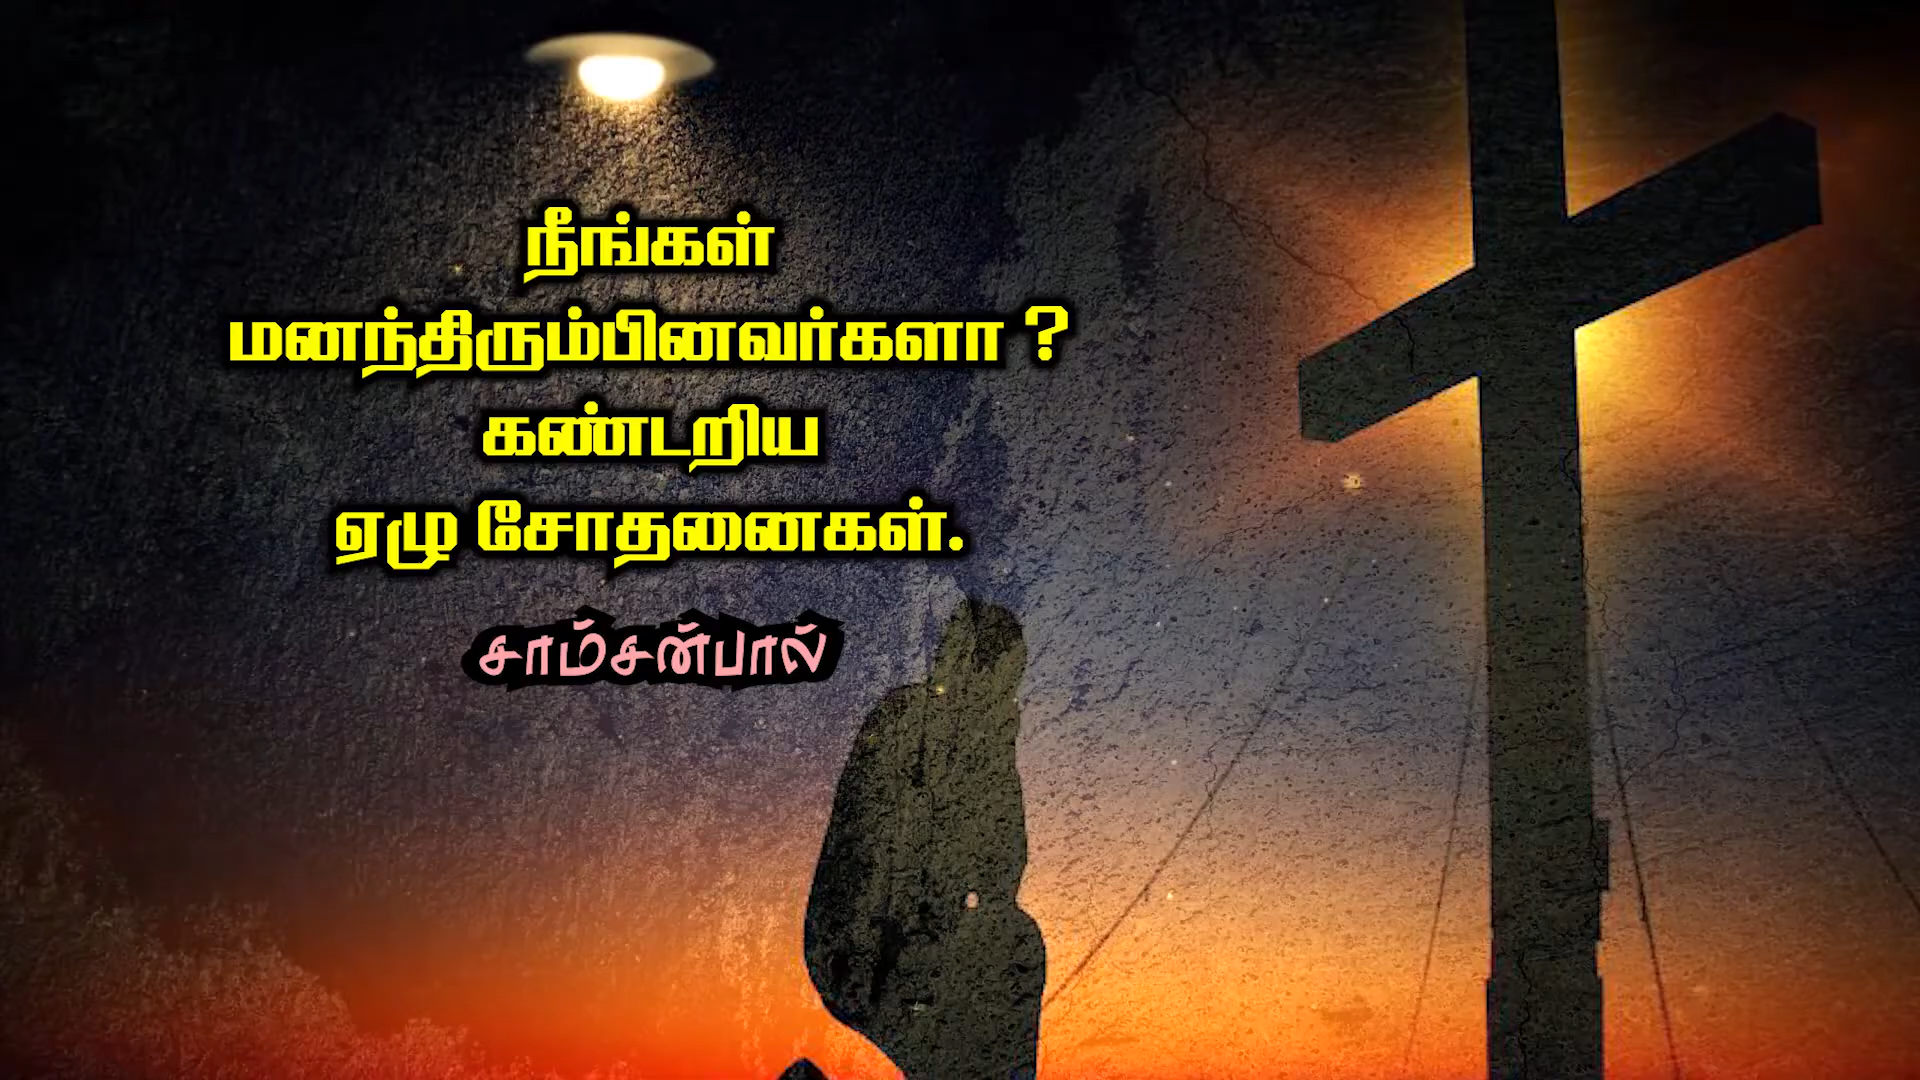 நீங்கள்
மனந்திரும்பினவர்களா ?
கண்டறிய
ஏழு சோதனைகள்.
சாம்சன்பால்